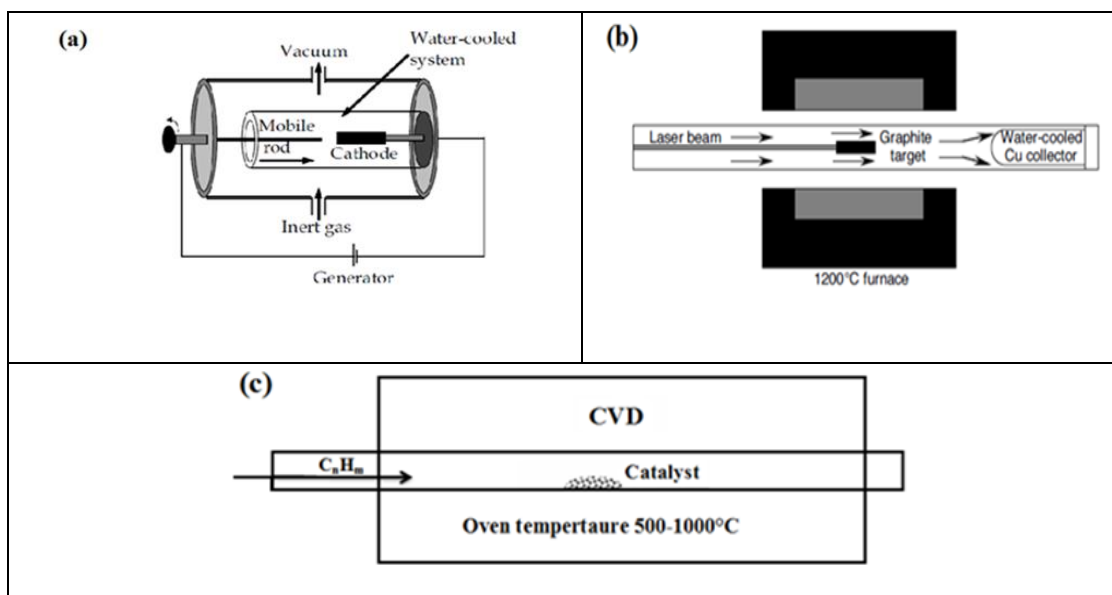 (a)
Water-cooled
system
Vacuum
Mobile
rod
Cathode
Inert gas
Generator
(b)
Laser beam
Graphite
target
Water-cooled
Cu collector
1200°C furnace
(c)
CVD
CnHm
Catalyst
Oven tempertaure 500-1000°C